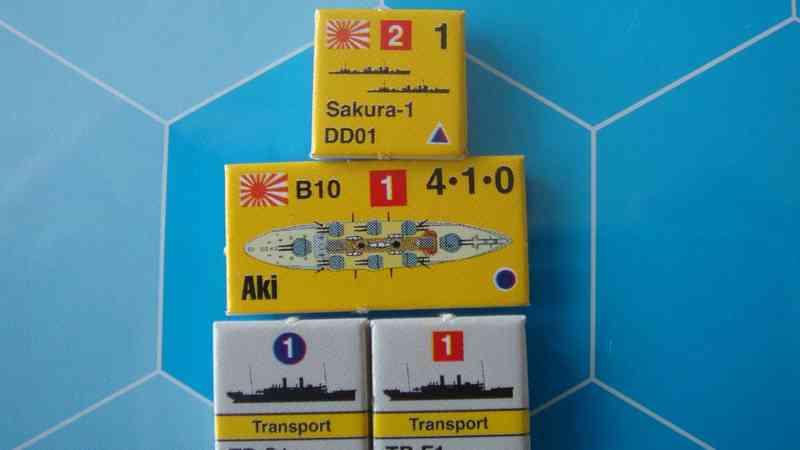 2 1
Sakura-1
DD01
B10 1 4•1•0
Aki
1
Transport
1
Transport